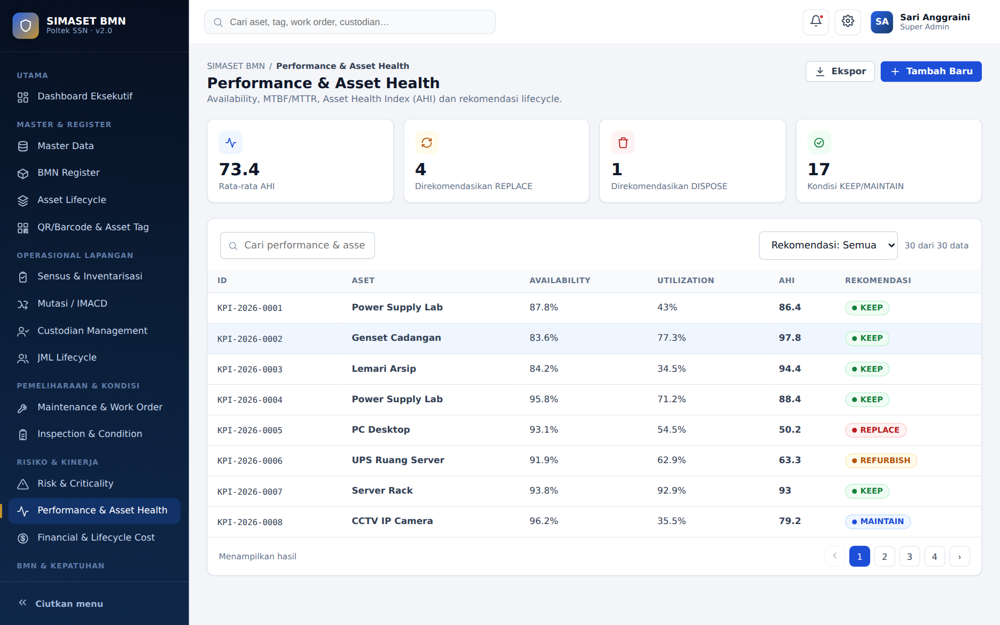 SIMASET BMN
Poltek SSN · v2.0
UTAMA
Dashboard Eksekutif
MASTER & REGISTER
Master Data
BMN Register
Asset Lifecycle
QR/Barcode & Asset Tag
OPERASIONAL LAPANGAN
Sensus & Inventarisasi
Mutasi / IMACD
Custodian Management
JML Lifecycle
PEMELIHARAAN & KONDISI
Maintenance & Work Order
Inspection & Condition
RISIKO & KINERJA
Risk & Criticality
Performance & Asset Health
Financial & Lifecycle Cost
BMN & KEPATUHAN
Ciutkan menu
Cari aset, tag, work order, custodian…
SA
Sari Anggraini
Super Admin
SIMASET BMN / Performance & Asset Health
Performance & Asset Health
Availability, MTBF/MTTR, Asset Health Index (AHI) dan rekomendasi lifecycle.
Ekspor
Tambah Baru
73.4
Rata-rata AHI
4
Direkomendasikan REPLACE
1
Direkomendasikan DISPOSE
17
Kondisi KEEP/MAINTAIN
Cari performance & asse
Rekomendasi: Semua
30 dari 30 data
ID ASET AVAILABILITY UTILIZATION AHI REKOMENDASI
KPI-2026-0001 Power Supply Lab 87.8% 43% 86.4 KEEP
KPI-2026-0002 Genset Cadangan 83.6% 77.3% 97.8 KEEP
KPI-2026-0003 Lemari Arsip 84.2% 34.5% 94.4 KEEP
KPI-2026-0004 Power Supply Lab 95.8% 71.2% 88.4 KEEP
KPI-2026-0005 PC Desktop 93.1% 54.5% 50.2 REPLACE
KPI-2026-0006 UPS Ruang Server 91.9% 62.9% 63.3 REFURBISH
KPI-2026-0007 Server Rack 93.8% 92.9% 93 KEEP
KPI-2026-0008 CCTV IP Camera 96.2% 35.5% 79.2 MAINTAIN
Menampilkan hasil
‹ 1 2 3 4 ›